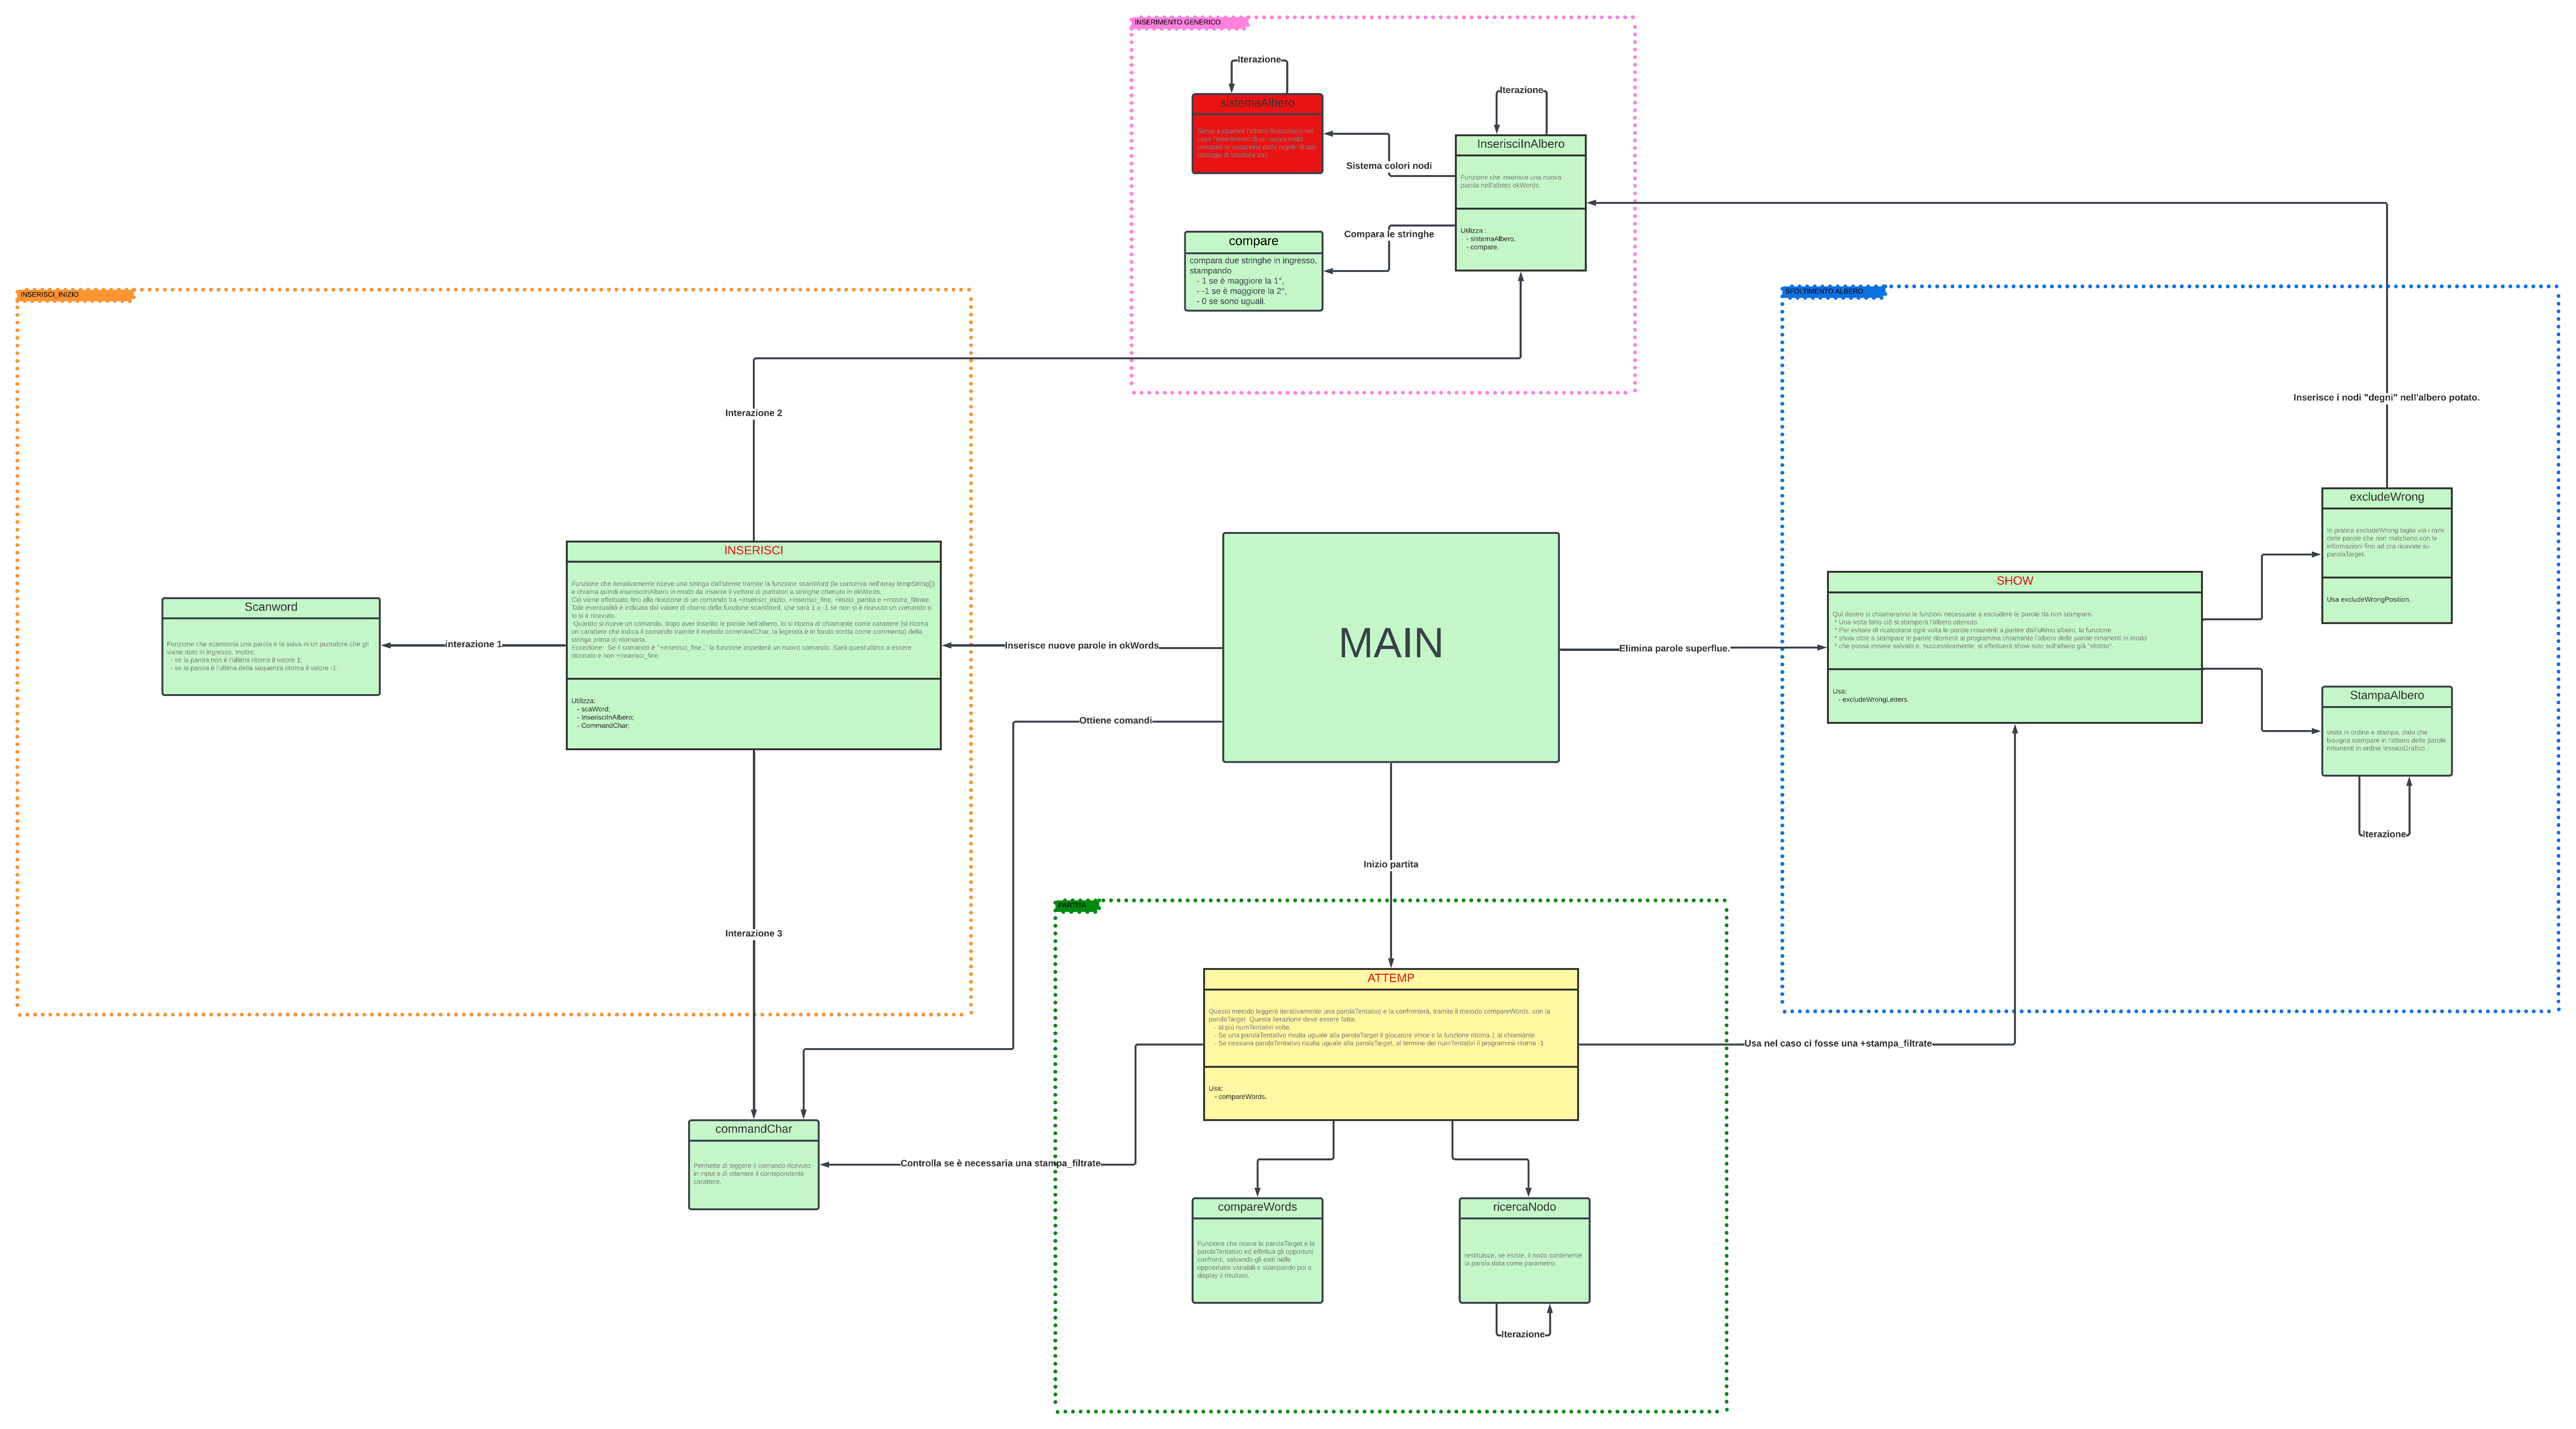 INSERIMENTO GENERICO
Iterazione
sistemaAlbero
Serve a riparare l'albero RossoNero nel
caso l'inserimento di un nuovo nodo
comporti la violazione delle regole di tale
tipologia di struttura dati
Iterazione
InserisciInAlbero
Funzione che inserisce una nuova
parola nell'albero okWords.
Utilizza :
- sistemaAlbero.
- compare.
Sistema colori nodi
Compara le stringhe
compare
compara due stringhe in ingresso,
stampando
- 1 se è maggiore la 1°,
- -1 se è maggiore la 2°,
- 0 se sono uguali.
INSERISCI_INIZIO
Interazione 2
INSERISCI
Funzione che iterativamente riceve una stringa dall'utente tramite la funzione scanWord (la conserva nell'array tempString[])
e chiama quindi inserisciInAlbero in modo da inserire il vettore di puntatori a stringhe ottenuto in okWords.
Ciò viene effettuato fino alla ricezione di un comando tra +inserisci_inizio, +inserisci_fine, +inizio_partita e +mostra_filtrate.
Tale eventualità è indicata dal valore di ritorno della funzione scanWord, che sarà 1 o -1 se non si è ricevuto un comando o
lo si è ricevuto.
Quando si riceve un comando, dopo aver inserito le parole nell'albero, lo si ritorna al chiamante come carattere (si ritorna
un carattere che indica il comando tramite il metodo commandChar, la legenda è in fondo scritta come commento) della
stringa prima di ritornarla.
Eccezione: Se il comando è "+inserisci_fine,." la funzione aspetterà un nuovo comando. Sarà quest'ultimo a essere
ritornato e non +inserisci_fine.
Utilizza:
- scaWord;
- InserisciInAlbero;
- CommandChar;
Scanword
Funzione che scansiona una parola e la salva in un puntatore che gli
viene dato in ingresso. Inoltre:
- se la parola non è l'ultima ritorna il valore 1;
- se la parola è l'ultima della sequenza ritorna il valore -1.
interazione 1
Interazione 3
Inserisce nuove parole in okWords
Ottiene comandi
MAIN
Elimina parole superflue.
Inizio partita
SFOLTIMENTO ALBERO
Inserisce i nodi "degni" nell'albero potato.
excludeWrong
In pratica excludeWrong taglia via i rami
delle parole che non matchano con le
informazioni fino ad ora ricavate su
parolaTarget.
Usa excludeWrongPosition.
SHOW
Qui dentro si chiameranno le funzioni necessarie a escludere le parole da non stampare.
* Una volta fatto ciò si stamperà l'albero ottenuto.
* Per evitare di ricalcolarsi ogni volta le parole rimanenti a partire dall'ultimo albero, la funzione
* show oltre a stampare le parole ritornerà al programma chiamante l'albero delle parole rimanenti in modo
* che possa essere salvato e, successivamente, si effettuerà show solo sull'albero già "sfoltito".
Usa:
- excludeWrongLetters.
StampaAlbero
visita in ordine e stampa, dato che
bisogna stampare in l'albero delle parole
rimanenti in ordine lessicoGrafico.
Iterazione
PARTITA
ATTEMP
Questo metodo leggerà iterativamente una parolaTentativo e la confronterà, tramite il metodo compareWords, con la
parolaTarget. Questa iterazione deve essere fatta:
- al più numTentativi volte.
- Se una parolaTentativo risulta uguale alla parolaTarget il giocatore vince e la funzione ritorna 1 al chiamante.
- Se nessuna parolaTentativo risulta uguale alla parolaTarget, al termine dei numTentativi il programma ritorna -1.
Usa:
- compareWords.
Usa nel caso ci fosse una +stampa_filtrate
Controlla se è necessaria una stampa_filtrate
commandChar
Permette di leggere il comando ricevuto
in input e di ottenere il corrispondente
carattere.
compareWords
Funzione che riceve la parolaTarget e la
parolaTentativo ed effettua gli opportuni
confronti, salvando gli esiti nelle
oppoertune variabili e stampando poi a
display il risultato,
ricercaNodo
restituisce, se esiste, il nodo contenente
la parola data come parametro.
Iterazione